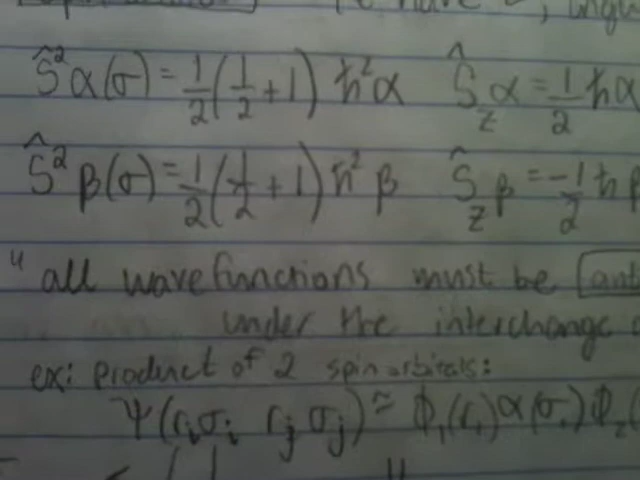 Ŝ²α(σ) = 1/2(1/2 + 1) ħ²α Ŝzα = 1/2 ħα
Ŝ²β(σ) = 1/2(1/2 + 1) ħ²β Ŝzβ = -1/2 ħβ
" all wavefunctions must be ant
under the interchange
ex: product of 2 spin orbitals:
Ψ(riσi rjσj) ≈ ϕ1(r1)α(σ1)ϕ2(